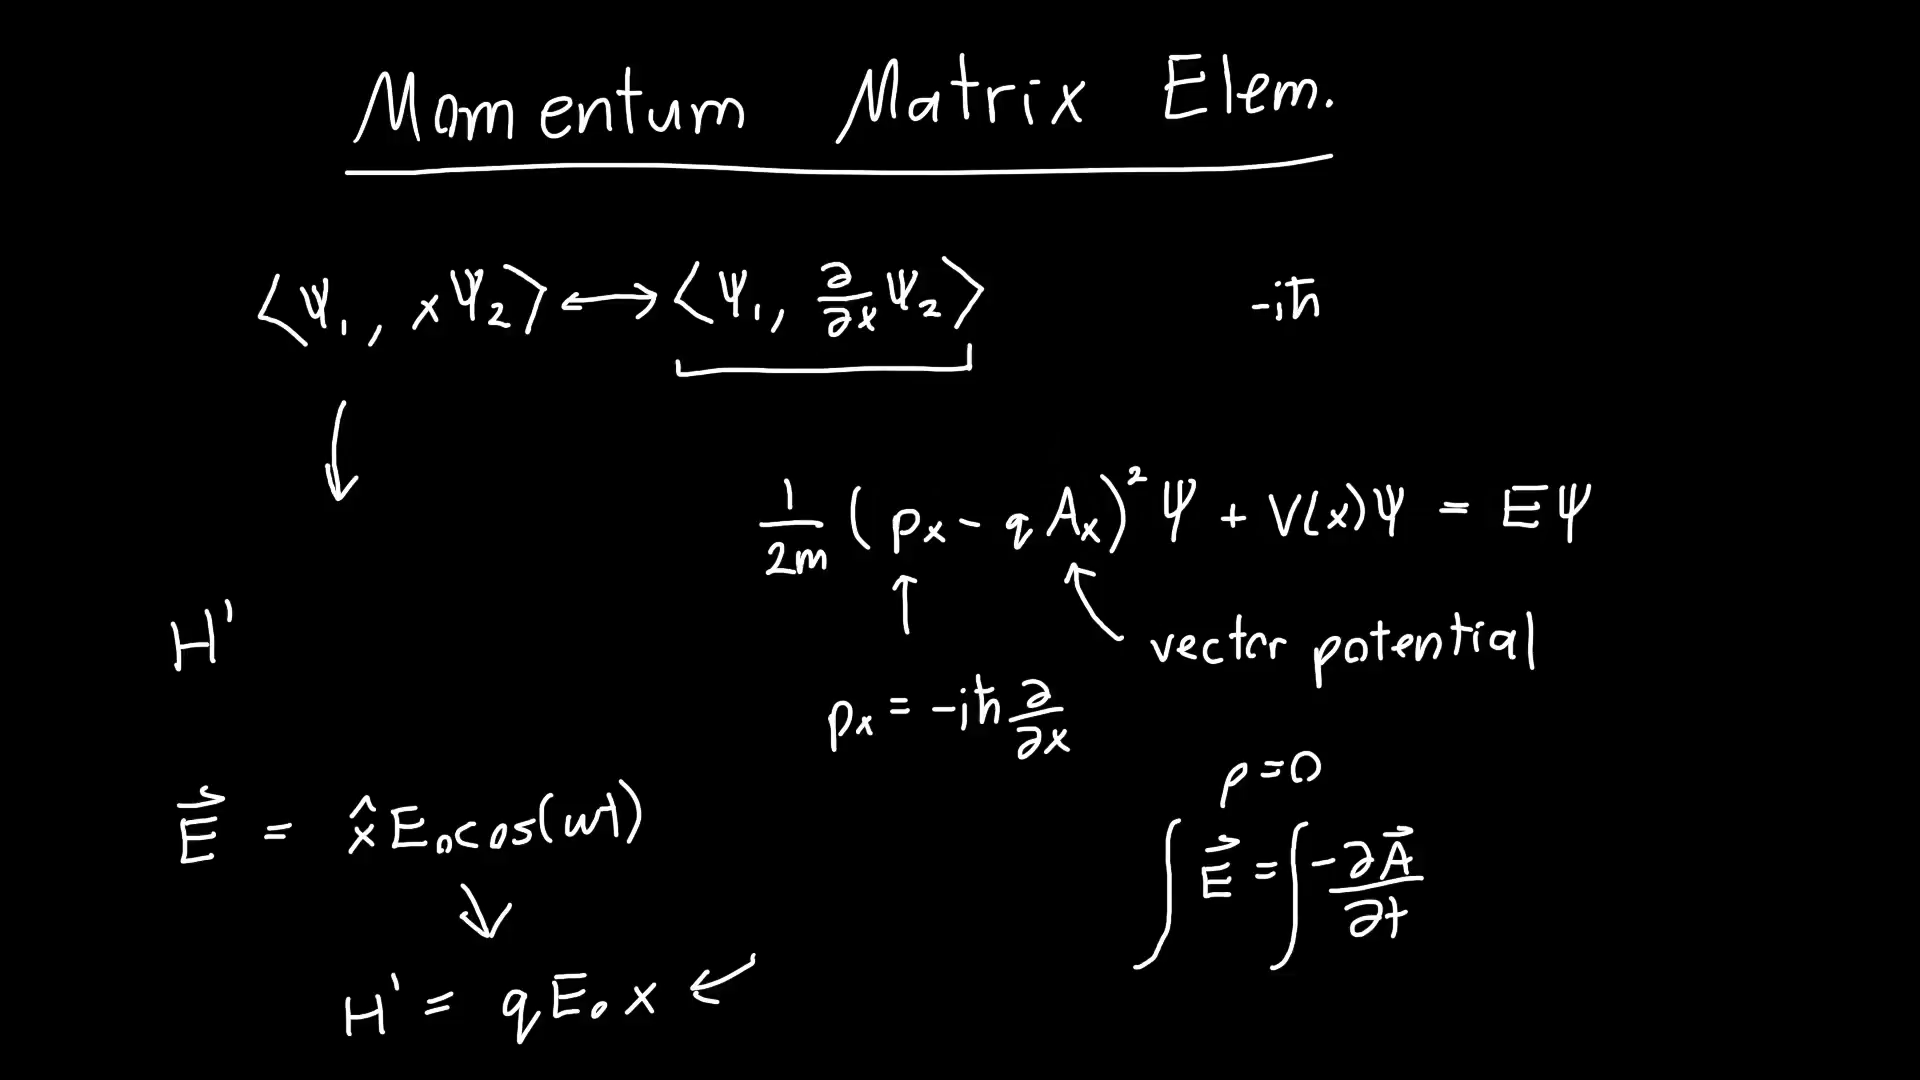 Momentum Matrix Elem.
⟨Ψ₁, xΨ₂⟩ ↔ ⟨Ψ₁, ∂/∂x Ψ₂⟩
-iħ
1/2m (pₓ - qAₓ)² Ψ + V(x)Ψ = EΨ
vector potential
H'
pₓ = -iħ ∂/∂x
ρ=0
E⃗ = x̂ E₀cos(ωt)
∫ E⃗ = ∫ -∂A⃗/∂t
H' = qE₀x